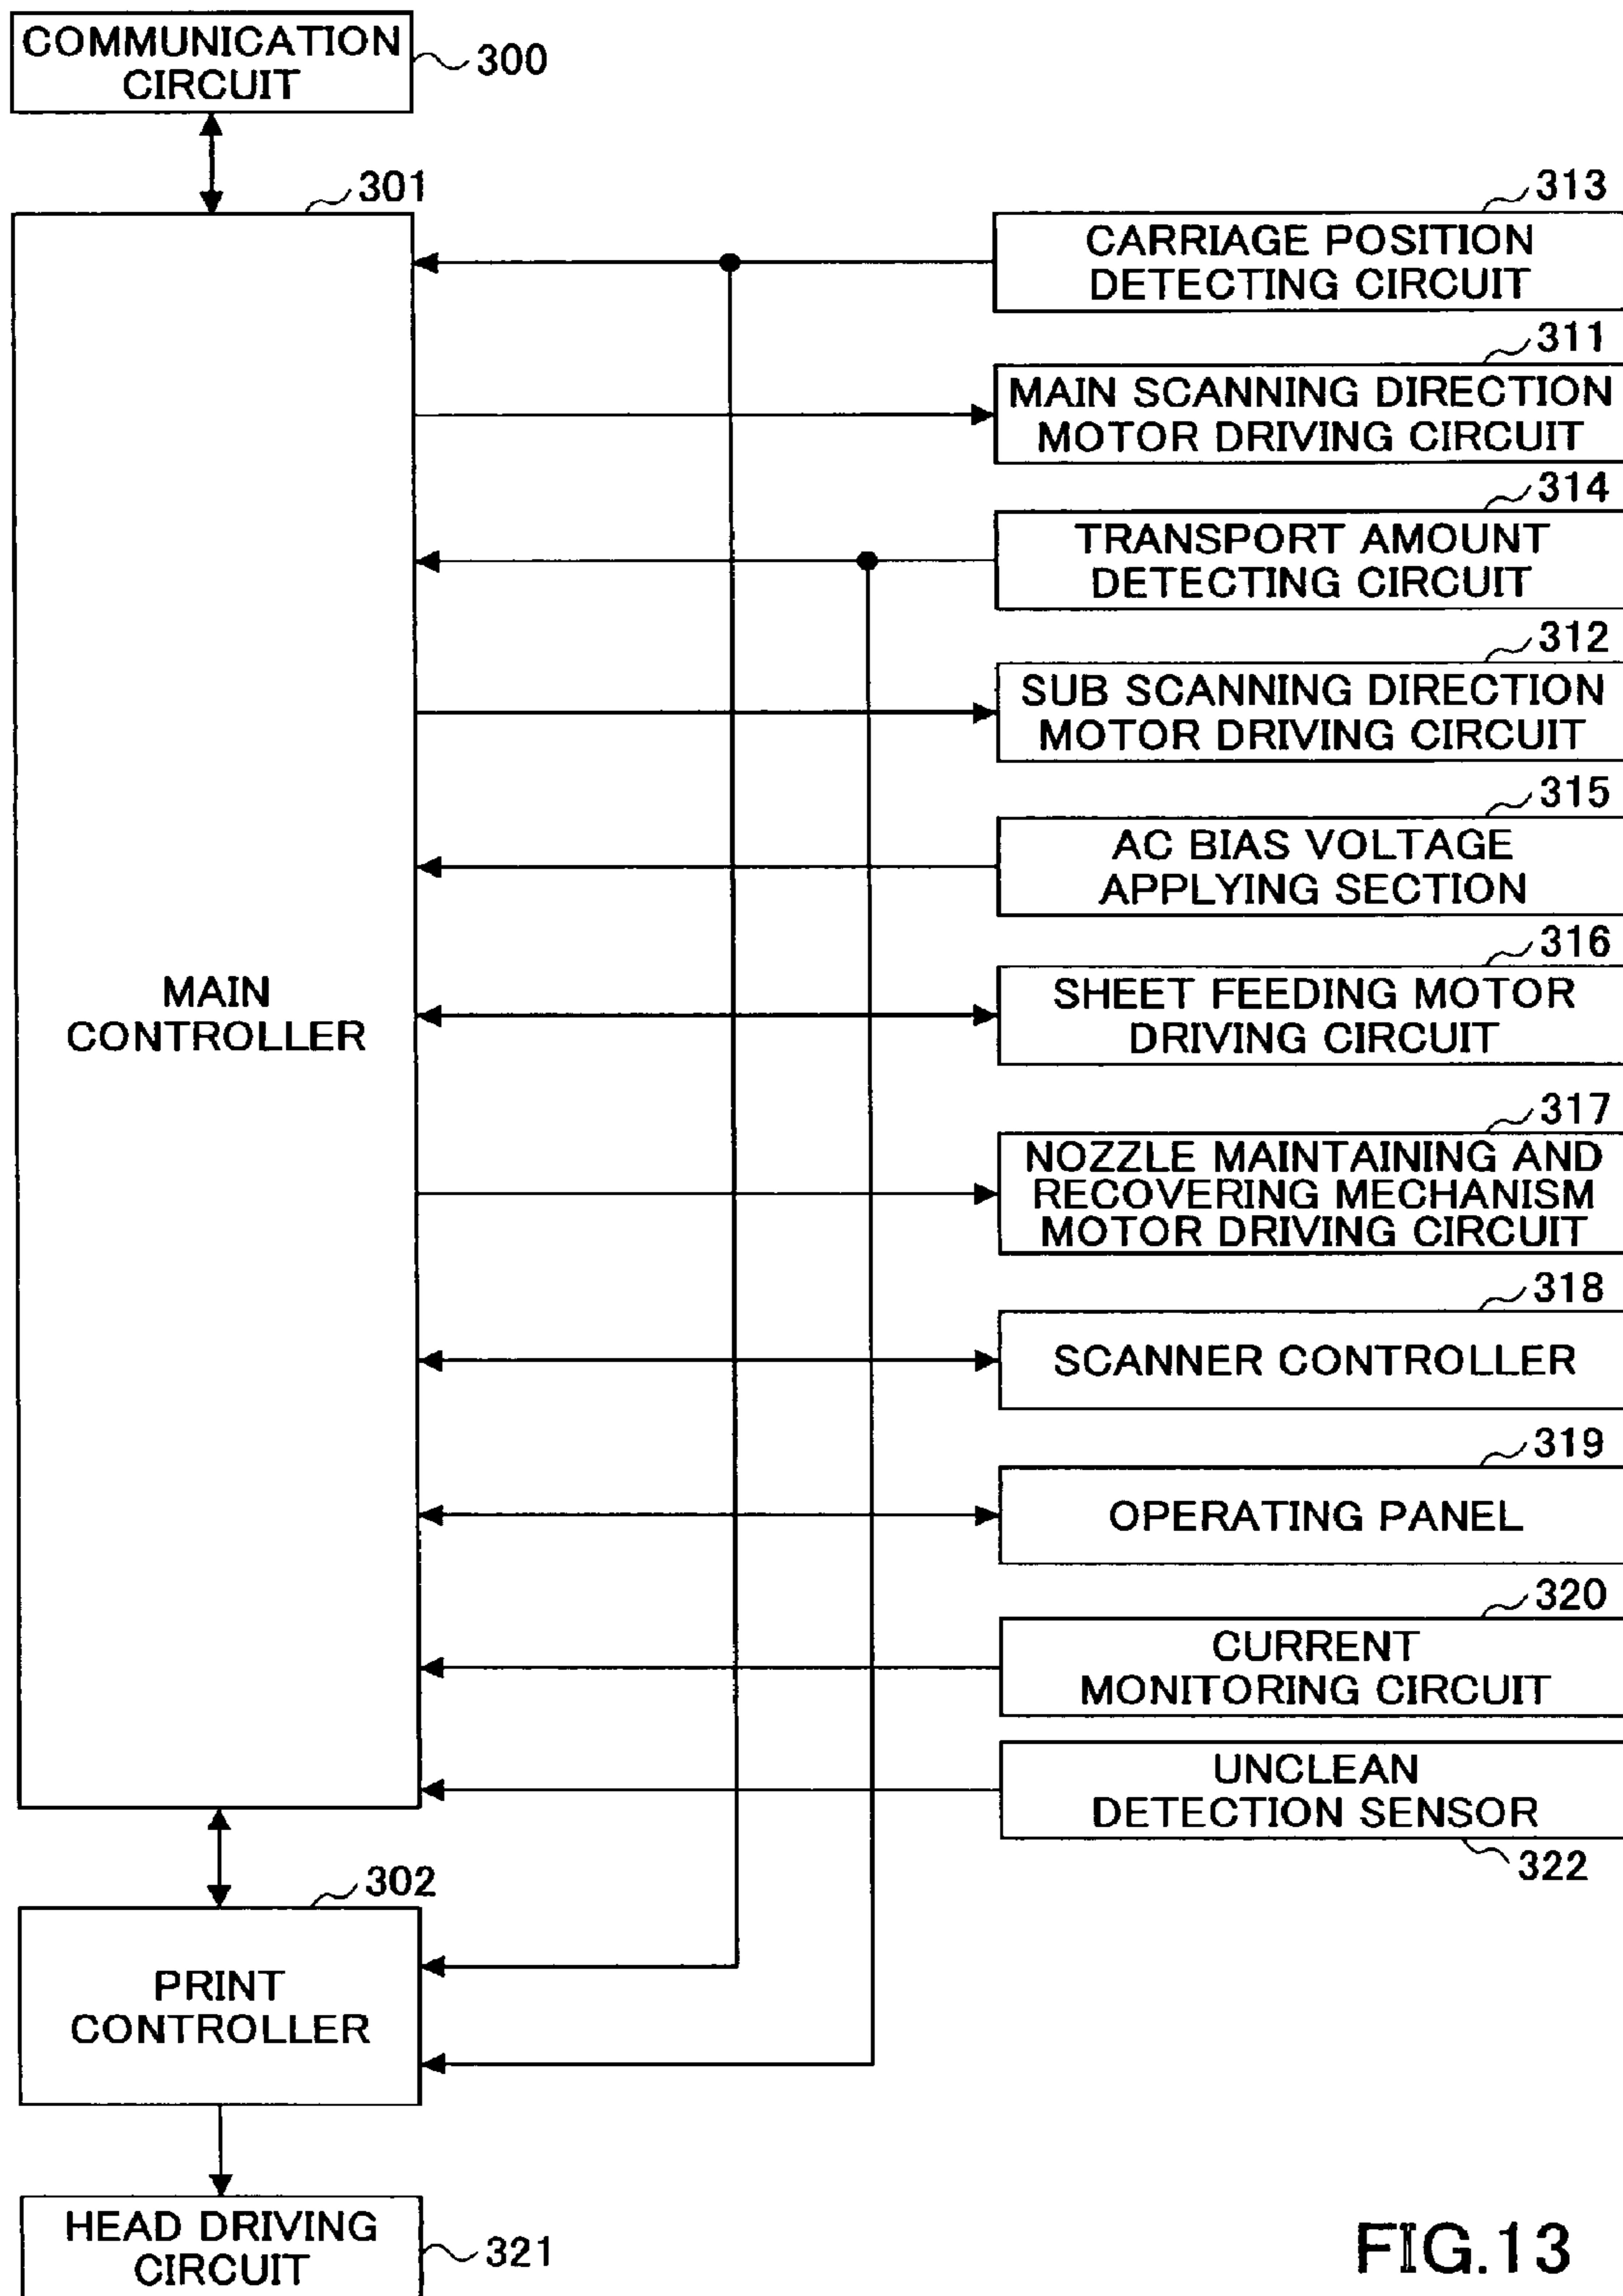 COMMUNICATION
CIRCUIT
300
301
313
CARRIAGE POSITION
DETECTING CIRCUIT
311
MAIN SCANNING DIRECTION
MOTOR DRIVING CIRCUIT
314
TRANSPORT AMOUNT
DETECTING CIRCUIT
312
SUB SCANNING DIRECTION
MOTOR DRIVING CIRCUIT
315
AC BIAS VOLTAGE
APPLYING SECTION
316
SHEET FEEDING MOTOR
DRIVING CIRCUIT
MAIN
CONTROLLER
317
NOZZLE MAINTAINING AND
RECOVERING MECHANISM
MOTOR DRIVING CIRCUIT
318
SCANNER CONTROLLER
319
OPERATING PANEL
320
CURRENT
MONITORING CIRCUIT
UNCLEAN
DETECTION SENSOR
322
302
PRINT
CONTROLLER
HEAD DRIVING
CIRCUIT
321
FIG.13